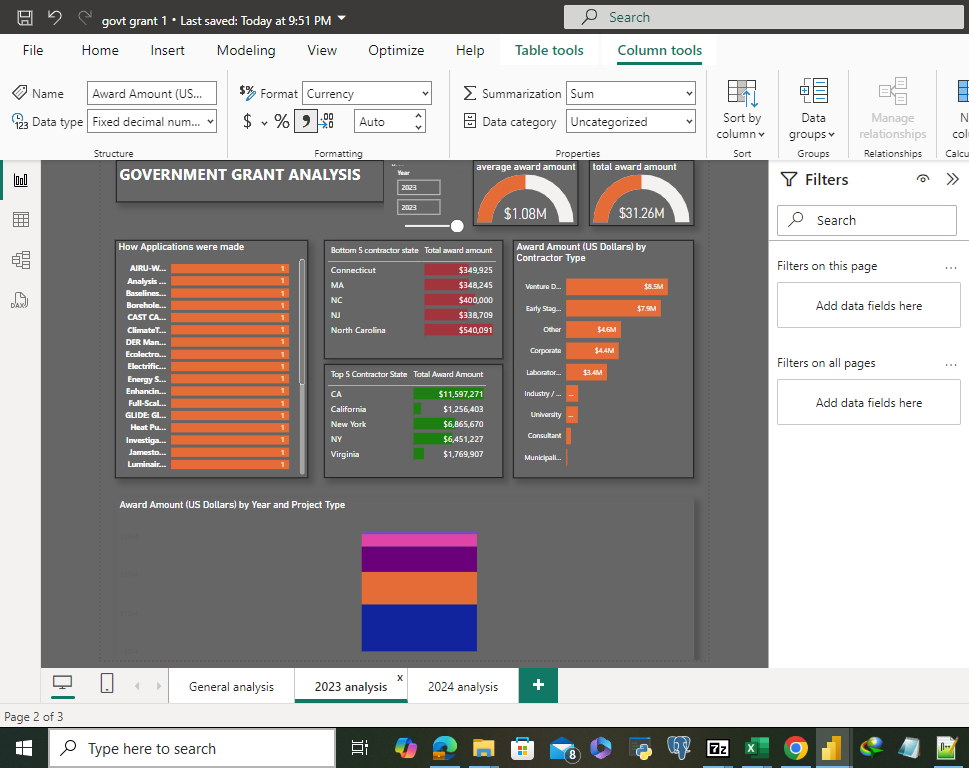 govt grant 1 • Last saved: Today at 9:51 PM
Search
File Home Insert Modeling View Optimize Help Table tools Column tools
Name Award Amount (US...
Format Currency
Summarization Sum
Data type Fixed decimal num...
$ % 9 .00 Auto
Data category Uncategorized
Sort by column
Data groups
Manage relationships
Structure Formatting Properties Sort Groups Relationships Calcu
GOVERNMENT GRANT ANALYSIS
Year
2023
2023
average award amount
$1.08M
total award amount
$31.26M
How Applications were made
AIRU-W... 1
Analysis ... 1
Baselines... 1
Borehole... 1
CAST CA... 1
ClimateT... 1
DER Man... 1
Ecolectro... 1
Electrific... 1
Energy S... 1
Enhancin... 1
Full-Scal... 1
GLIDE: Gl... 1
Heat Pu... 1
Investiga... 1
Jamesto... 1
Luminair... 1
Bottom 5 contractor state Total award amount
Connecticut $349,925
MA $348,245
NC $400,000
NJ $338,709
North Carolina $540,091
Top 5 Contractor State Total Award Amount
CA $11,597,271
California $1,256,403
New York $6,865,670
NY $6,451,227
Virginia $1,769,907
Award Amount (US Dollars) by
Contractor Type
Venture D... $8.5M
Early Stag... $7.9M
Other $4.6M
Corporate $4.4M
Laborator... $3.4M
Industry / ... ...
University ...
Consultant
Municipali...
Award Amount (US Dollars) by Year and Project Type
Filters
Search
Filters on this page ...
Add data fields here
Filters on all pages ...
Add data fields here
General analysis 2023 analysis x 2024 analysis +
Page 2 of 3
Type here to search
8
7z